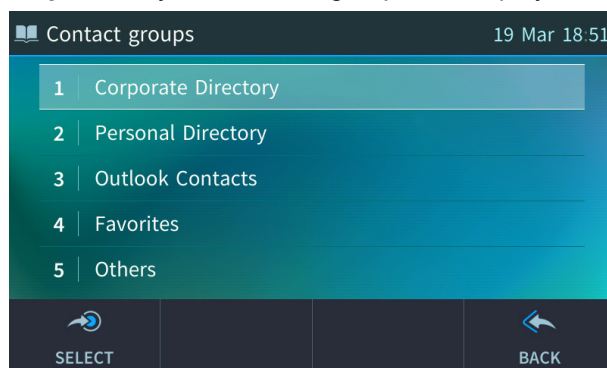 Contact groups 19 Mar 18:51
1 Corporate Directory
2 Personal Directory
3 Outlook Contacts
4 Favorites
5 Others
SELECT BACK